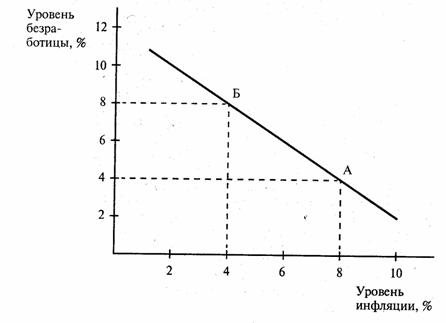 Уровень
безра-
ботицы, %
12
10
8
6
4
2
Б
А
2
4
6
8
10
Уровень
инфляции, %